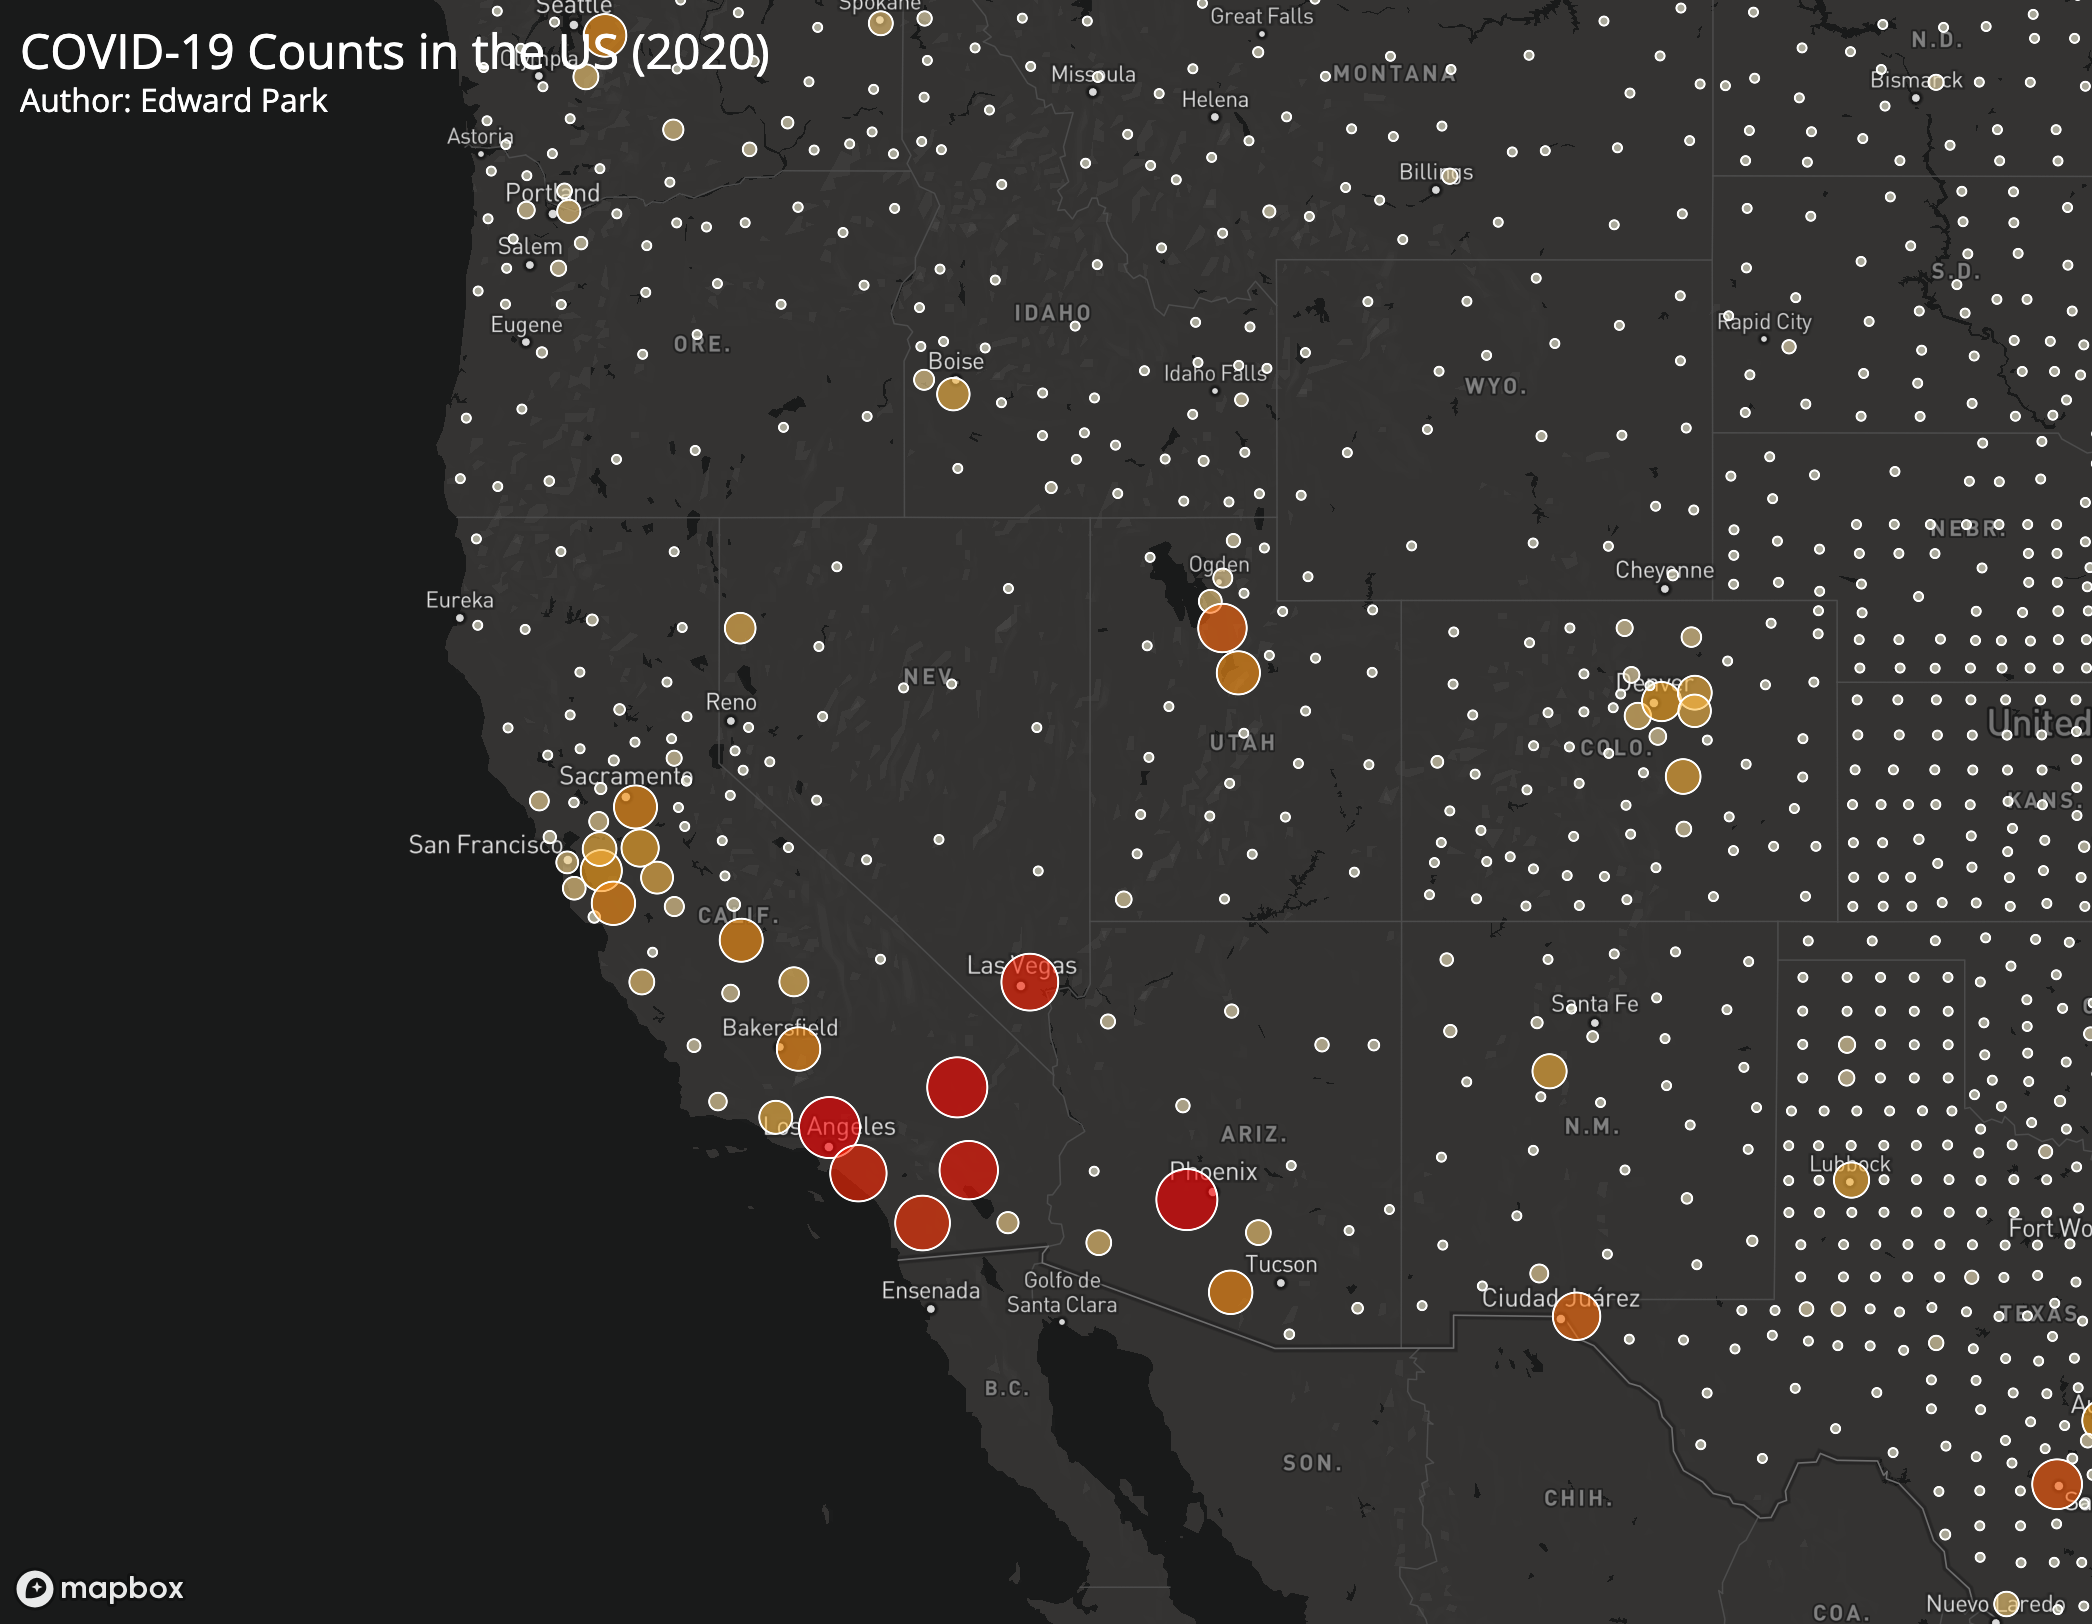 COVID-19 Counts in the US (2020)
Author: Edward Park
Seattle
Spokane
Great Falls
N.D.
Olympia
Missoula
MONTANA
Bismarck
Helena
Astoria
Billings
Portland
Salem
S.D.
IDAHO
Eugene
Rapid City
ORE.
Boise
Idaho Falls
WYO.
NEBR.
Ogden
Cheyenne
Eureka
NEV.
Denver
Reno
United
UTAH
COLO.
Sacramento
KANS.
San Francisco
CALIF.
Las Vegas
Santa Fe
Bakersfield
Los Angeles
ARIZ.
N.M.
Phoenix
Lubbock
Fort Wo
Tucson
Ensenada
Golfo de
Santa Clara
Ciudad Juárez
TEXAS
B.C.
SON.
CHIH.
mapbox
Nuevo Laredo
COA.